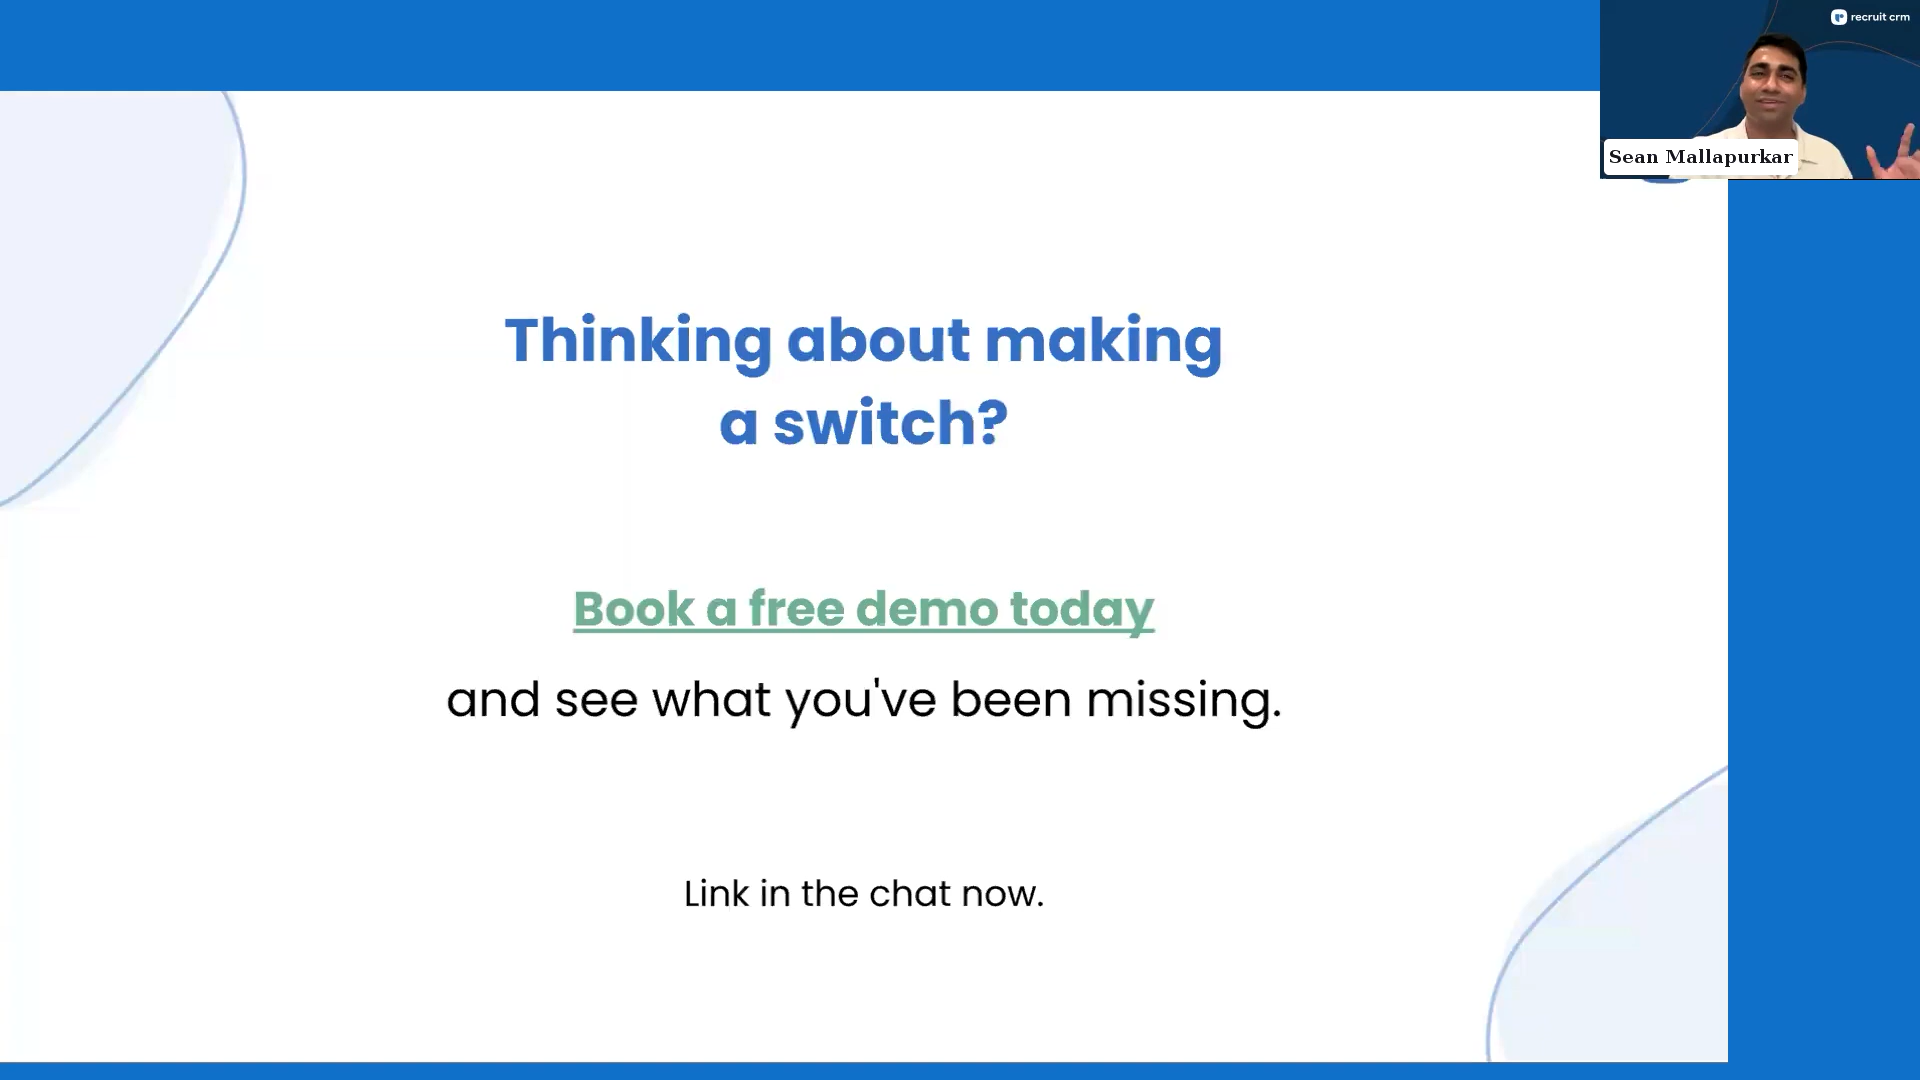 recruit crm
Sean Mallapurkar
Thinking about making
a switch?
Book a free demo today
and see what you've been missing.
Link in the chat now.